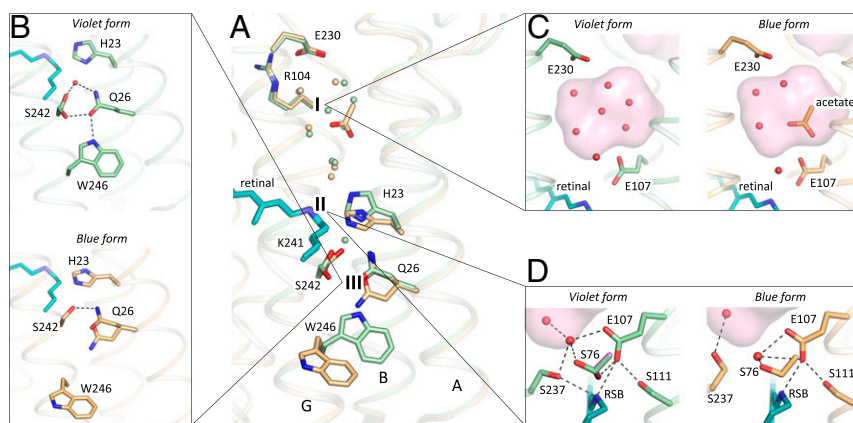 B
Violet form
H23
Q26
S242
W246
Blue form
H23
Q26
S242
W246
A
E230
R104
I
retinal
H23
II
K241
Q26
S242
III
W246
B
G
A
C
Violet form
Blue form
E230
E230
acetate
E107
E107
retinal
retinal
D
Violet form
Blue form
E107
E107
S76
S76
S111
S111
S237
S237
RSB
RSB